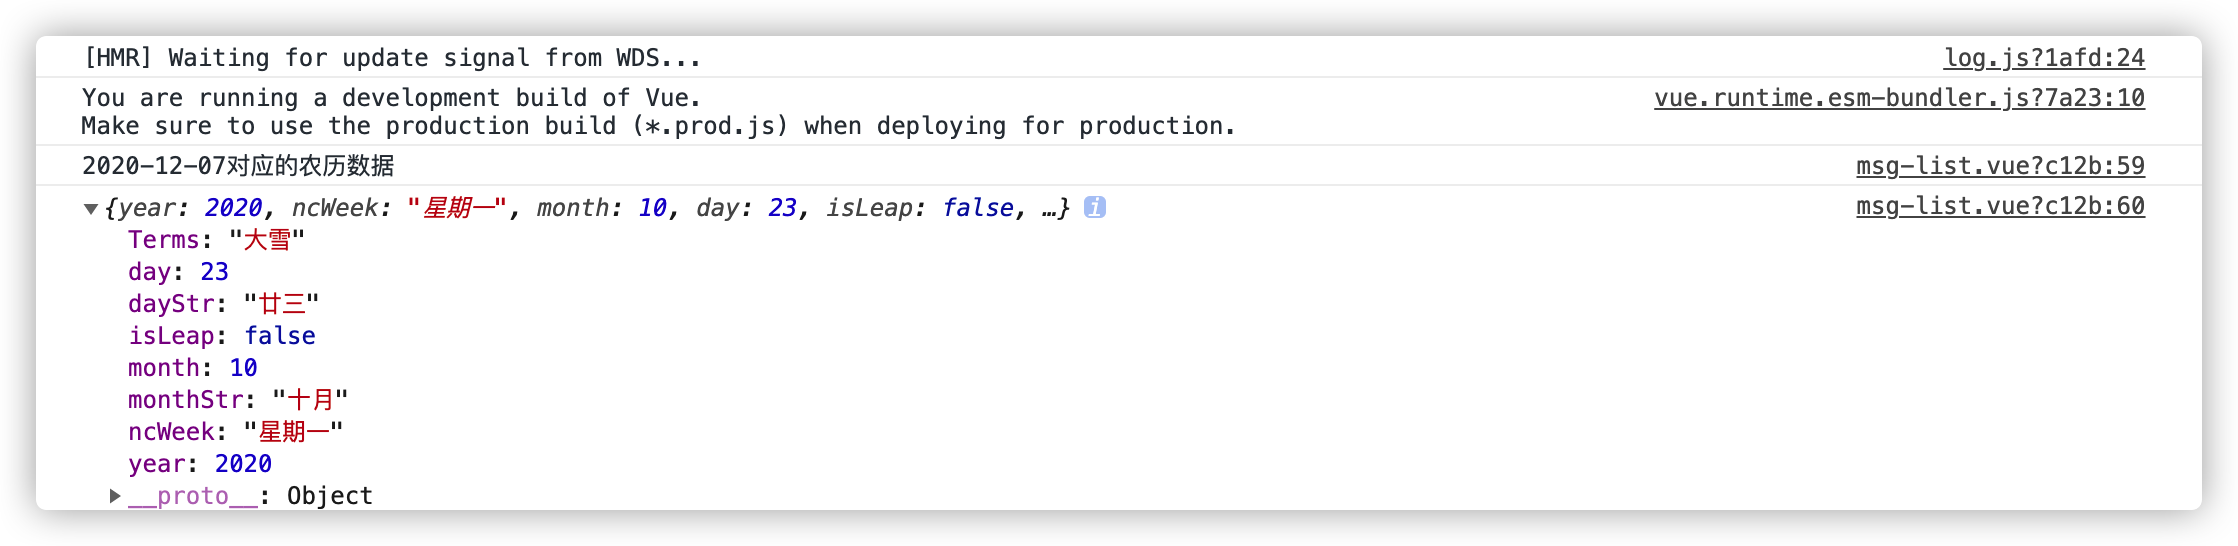 [HMR] Waiting for update signal from WDS... log.js?1afd:24
You are running a development build of Vue. vue.runtime.esm-bundler.js?7a23:10
Make sure to use the production build (*.prod.js) when deploying for production.
2020-12-07对应的农历数据 msg-list.vue?c12b:59
{year: 2020, ncWeek: "星期一", month: 10, day: 23, isLeap: false, …} i msg-list.vue?c12b:60
Terms: "大雪"
day: 23
dayStr: "廿三"
isLeap: false
month: 10
monthStr: "十月"
ncWeek: "星期一"
year: 2020
__proto__: Object